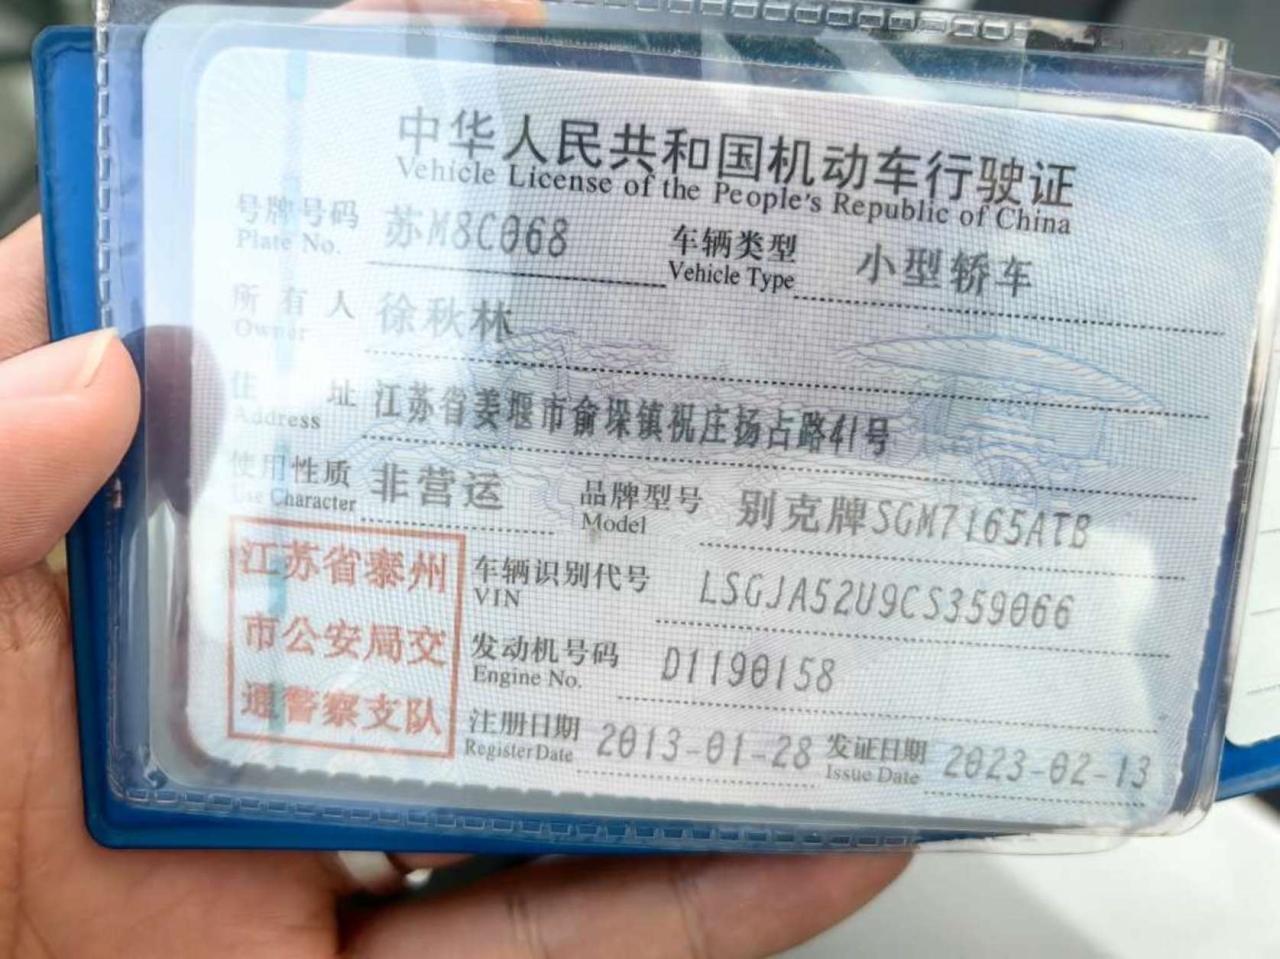 中华人民共和国机动车行驶证
Vehicle License of the People's Republic of China
号牌号码 苏M8C068 车辆类型 小型轿车
Plate No. Vehicle Type
所有人 徐秋林
Owner
住址 江苏省姜堰市俞垛镇祝庄扬占路41号
Address
使用性质 非营运 品牌型号 别克牌SGM7165ATB
Use Character Model
江苏省泰州
市公安局交
通警察支队
车辆识别代号 LSGJA52U9CS359066
VIN
发动机号码 D1190158
Engine No.
注册日期 2013-01-28 发证日期 2023-02-13
Register Date Issue Date